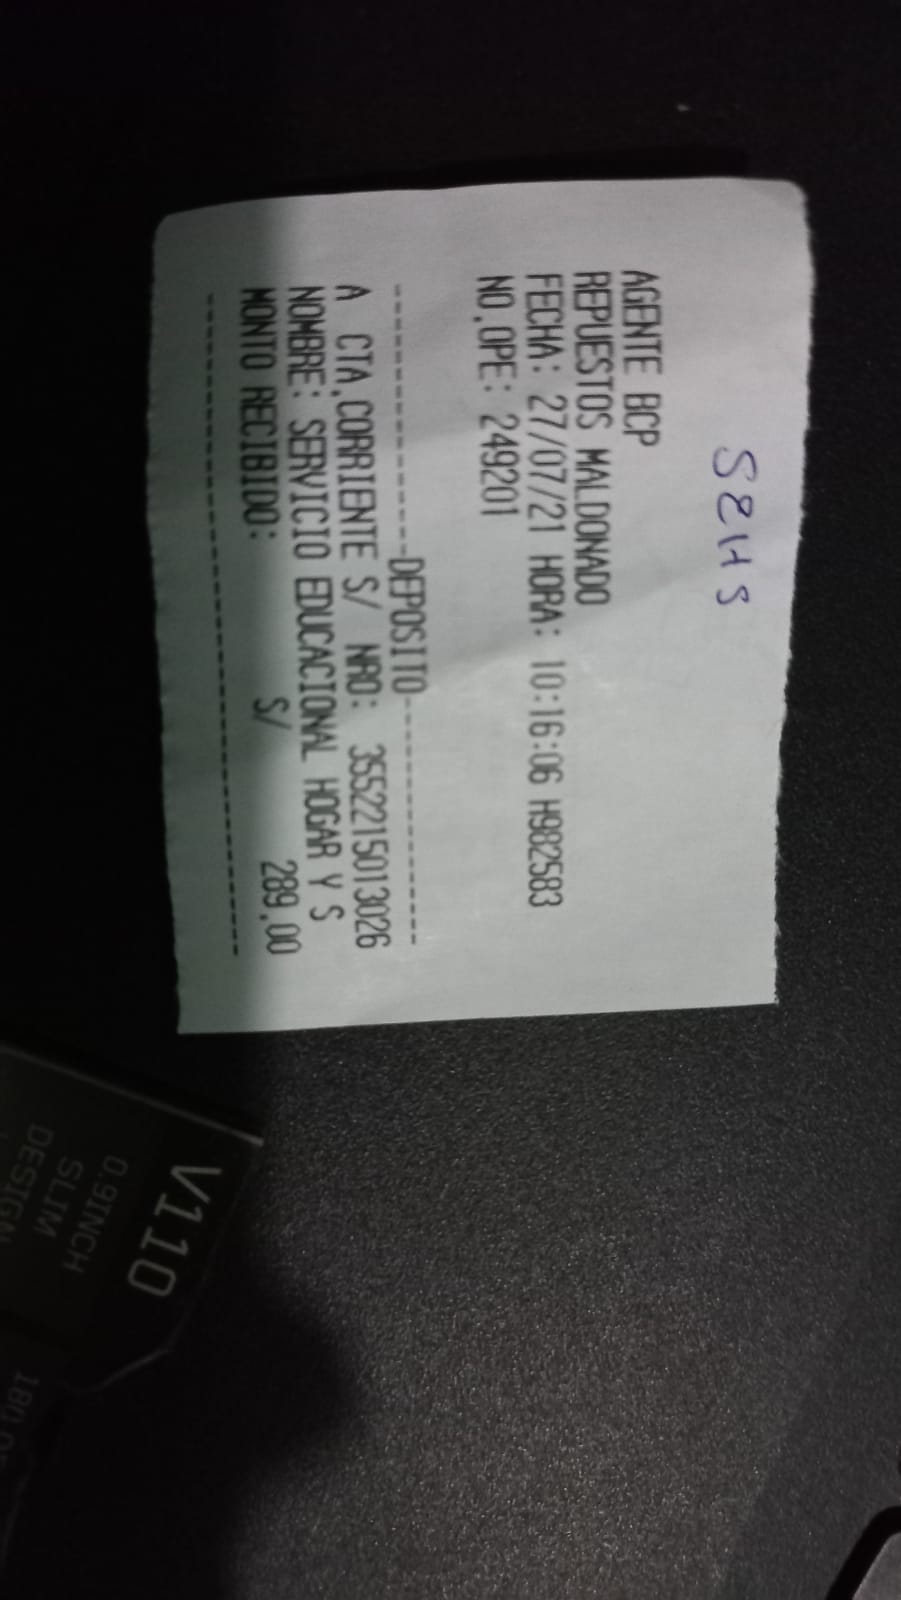 SEHS
AGENTE BCP
REPUESTOS MALDONADO
FECHA: 27/07/21 HORA: 10:16:06 H982583
NO.OPE: 249201
------------------DEPOSITO------------------
A CTA.CORRIENTE S/ NRO: 3552215013026
NOMBRE: SERVICIO EDUCACIONAL HOGAR Y S
MONTO RECIBIDO: S/ 289.00
--------------------------------------------
V110
0.9INCH
SLIM
DESIGN